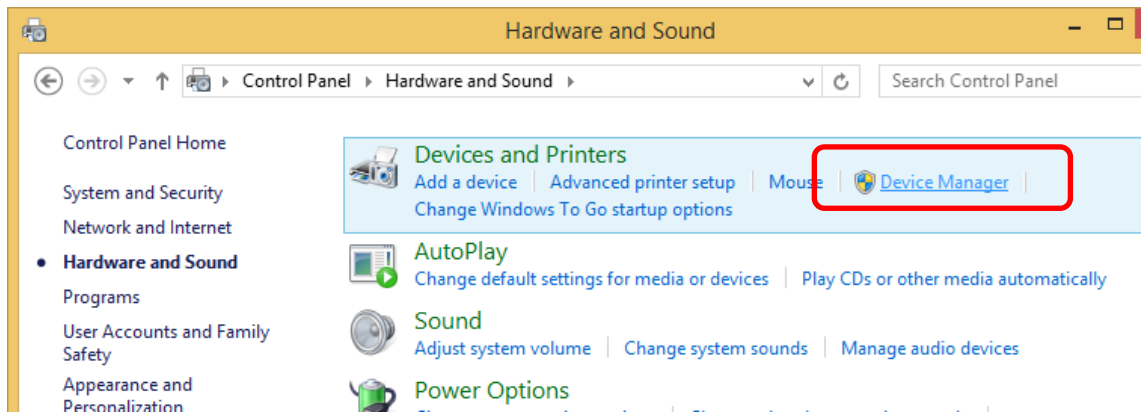 Hardware and Sound
Control Panel Hardware and Sound
Search Control Panel
Control Panel Home
System and Security
Network and Internet
Hardware and Sound
Programs
User Accounts and Family
Safety
Appearance and
Personalization
Devices and Printers
Add a device Advanced printer setup Mouse Device Manager
Change Windows To Go startup options
AutoPlay
Change default settings for media or devices Play CDs or other media automatically
Sound
Adjust system volume Change system sounds Manage audio devices
Power Options